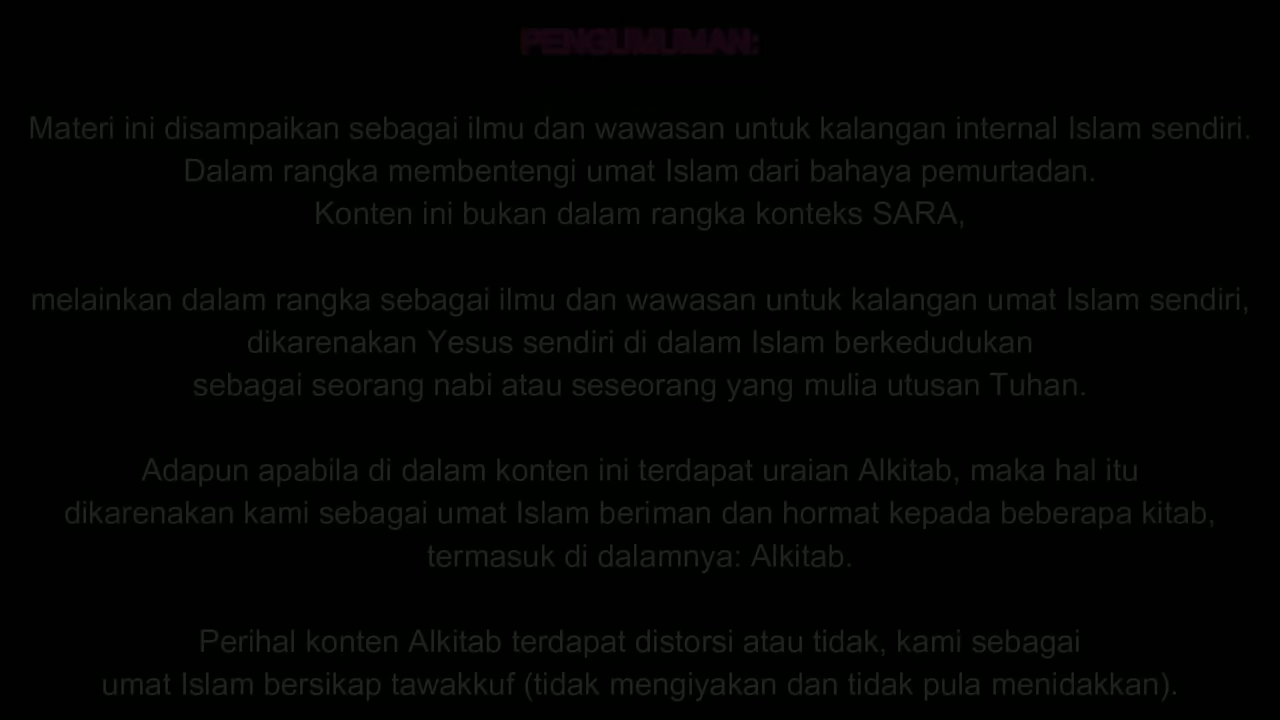 PENGUMUMAN:
Materi ini disampaikan sebagai ilmu dan wawasan untuk kalangan internal Islam sendiri.
Dalam rangka membentengi umat Islam dari bahaya pemurtadan.
Konten ini bukan dalam rangka konteks SARA,
melainkan dalam rangka sebagai ilmu dan wawasan untuk kalangan umat Islam sendiri,
dikarenakan Yesus sendiri di dalam Islam berkedudukan
sebagai seorang nabi atau seseorang yang mulia utusan Tuhan.
Adapun apabila di dalam konten ini terdapat uraian Alkitab, maka hal itu
dikarenakan kami sebagai umat Islam beriman dan hormat kepada beberapa kitab,
termasuk di dalamnya: Alkitab.
Perihal konten Alkitab terdapat distorsi atau tidak, kami sebagai
umat Islam bersikap tawakkuf (tidak mengiyakan dan tidak pula menidakkan).